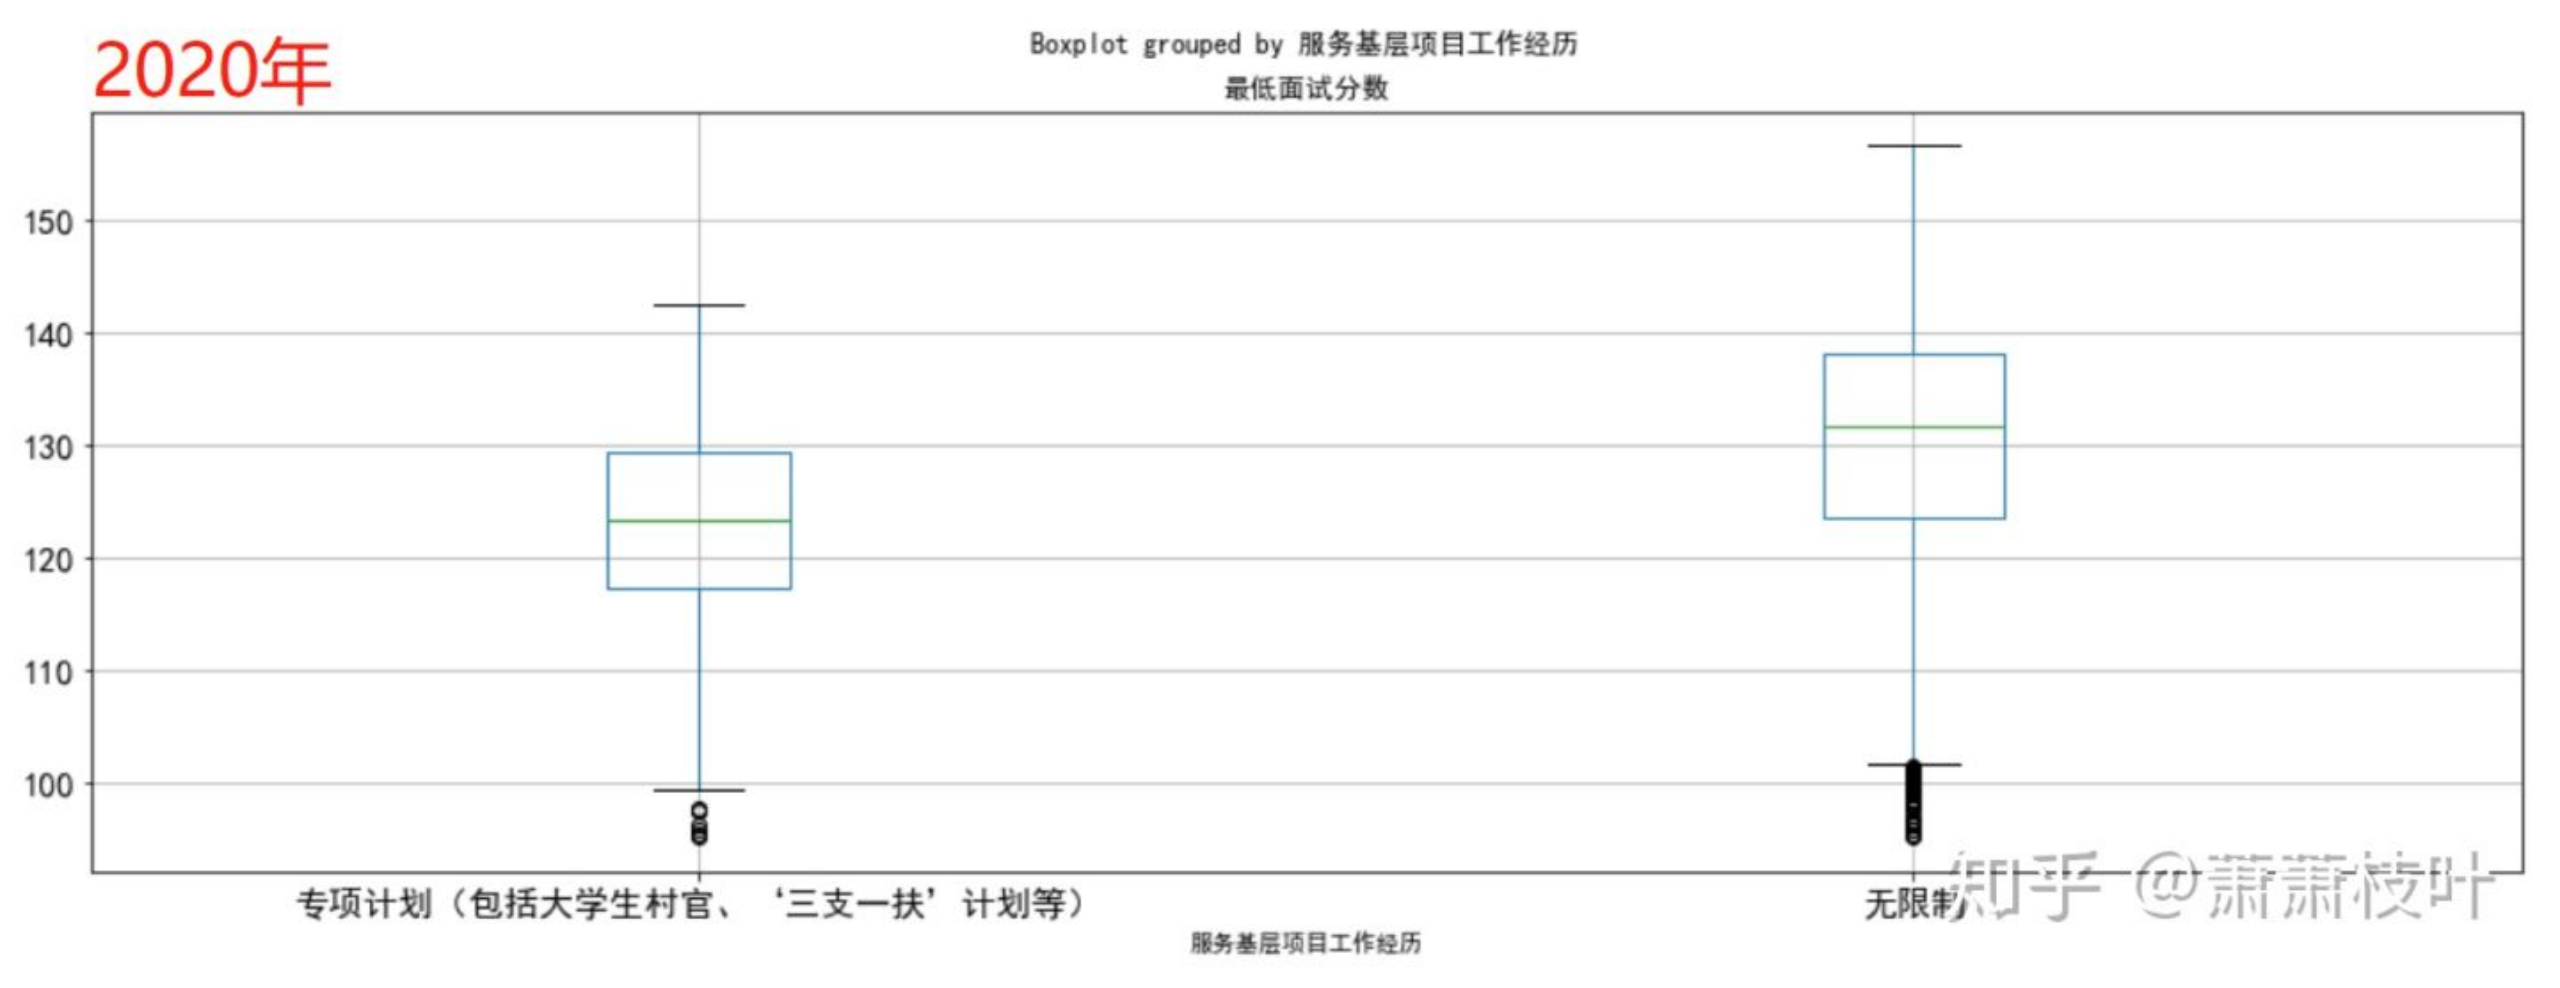 2020年
Boxplot grouped by 服务基层项目工作经历
最低面试分数
150
140
130
120
110
100
专项计划（包括大学生村官、‘三支一扶’计划等）
无限制
服务基层项目工作经历
知乎 @萧萧枝叶